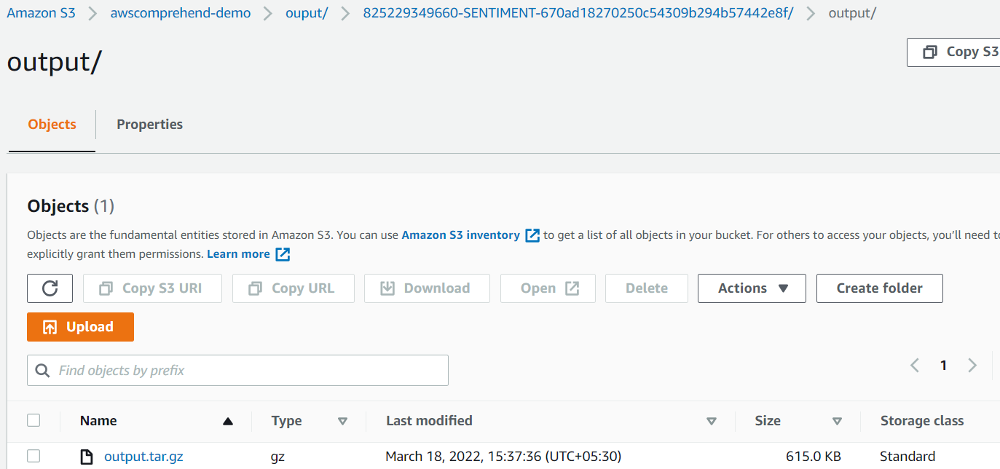 Amazon S3 > awscomprehend-demo > ouput/ > 825229349660-SENTIMENT-670ad18270250c54309b294b57442e8f/ > output/
output/
Copy S3
Objects
Properties
Objects (1)
Objects are the fundamental entities stored in Amazon S3. You can use Amazon S3 inventory to get a list of all objects in your bucket. For others to access your objects, you'll need to
explicitly grant them permissions. Learn more
Copy S3 URI Copy URL Download Open Delete Actions Create folder
Upload
Find objects by prefix
1
Name Type Last modified Size Storage class
output.tar.gz gz March 18, 2022, 15:37:36 (UTC+05:30) 615.0 KB Standard